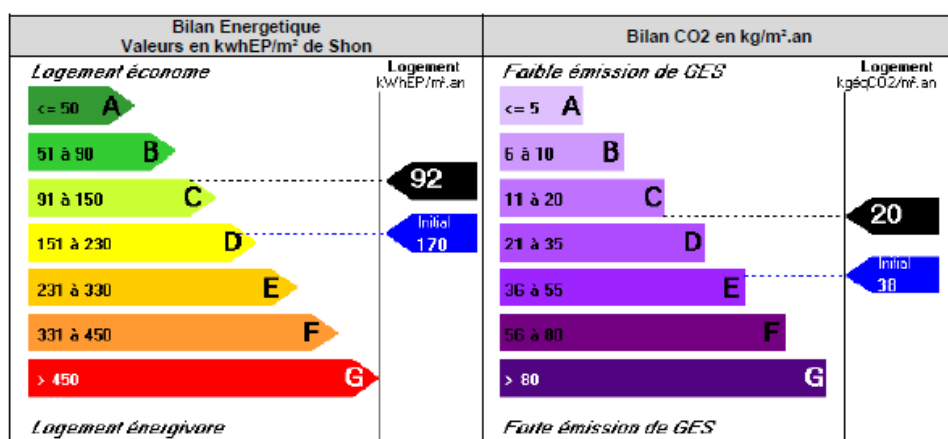 Bilan Energetique
Valeurs en kwhEP/m² de Shon
Logement économe
Logement
kWhEP/m².an
<= 50 A
51 à 90 B
91 à 150 C
151 à 230 D
231 à 330 E
331 à 450 F
> 450 G
92
Initial
170
Logement énergivore
Bilan CO2 en kg/m².an
Faible émission de GES
Logement
kgéqCO2/m².an
<= 5 A
6 à 10 B
11 à 20 C
21 à 35 D
36 à 55 E
56 à 80 F
> 80 G
20
Initial
38
Forte émission de GES